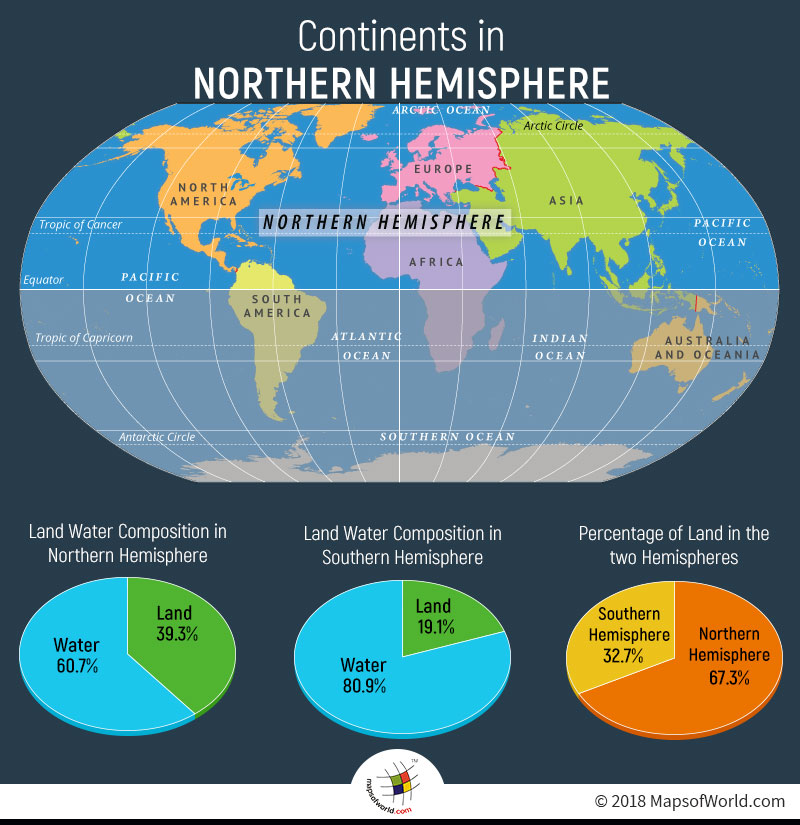 Continents in
NORTHERN HEMISPHERE
ARCTIC OCEAN
Arctic Circle
EUROPE
NORTH
AMERICA
ASIA
NORTHERN HEMISPHERE
Tropic of Cancer
PACIFIC
OCEAN
AFRICA
Equator
PACIFIC
OCEAN
SOUTH
AMERICA
Tropic of Capricorn
ATLANTIC
OCEAN
INDIAN
OCEAN
AUSTRALIA
AND OCEANIA
Antarctic Circle
SOUTHERN OCEAN
Land Water Composition in
Northern Hemisphere
Water
60.7%
Land
39.3%
Land Water Composition in
Southern Hemisphere
Land
19.1%
Water
80.9%
Percentage of Land in the
two Hemispheres
Southern
Hemisphere
32.7%
Northern
Hemisphere
67.3%
TM
mapsofworld.com
© 2018 MapsofWorld.com